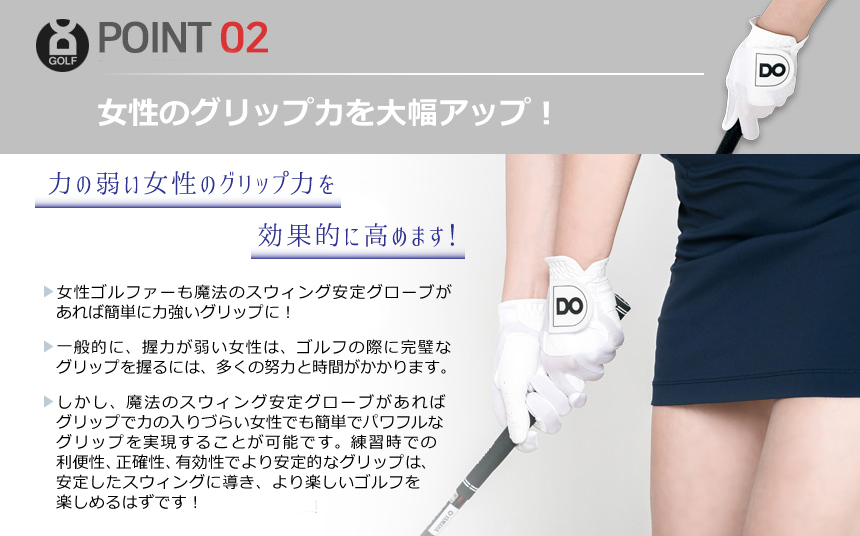 GOLF
POINT 02
女性のグリップ力を大幅アップ！
DO
力の弱い女性のグリップ力を
効果的に高めます！
女性ゴルファーも魔法のスウィング安定グローブが
あれば簡単に力強いグリップに！
DO
一般的に、握力が弱い女性は、ゴルフの際に完璧な
グリップを握るには、多くの努力と時間がかかります。
しかし、魔法のスウィング安定グローブがあれば
グリップで力の入りづらい女性でも簡単でパワフルな
グリップを実現することが可能です。練習時での
利便性、正確性、有効性でより安定的なグリップは、
安定したスウィングに導き、より楽しいゴルフを
楽しめるはずです！